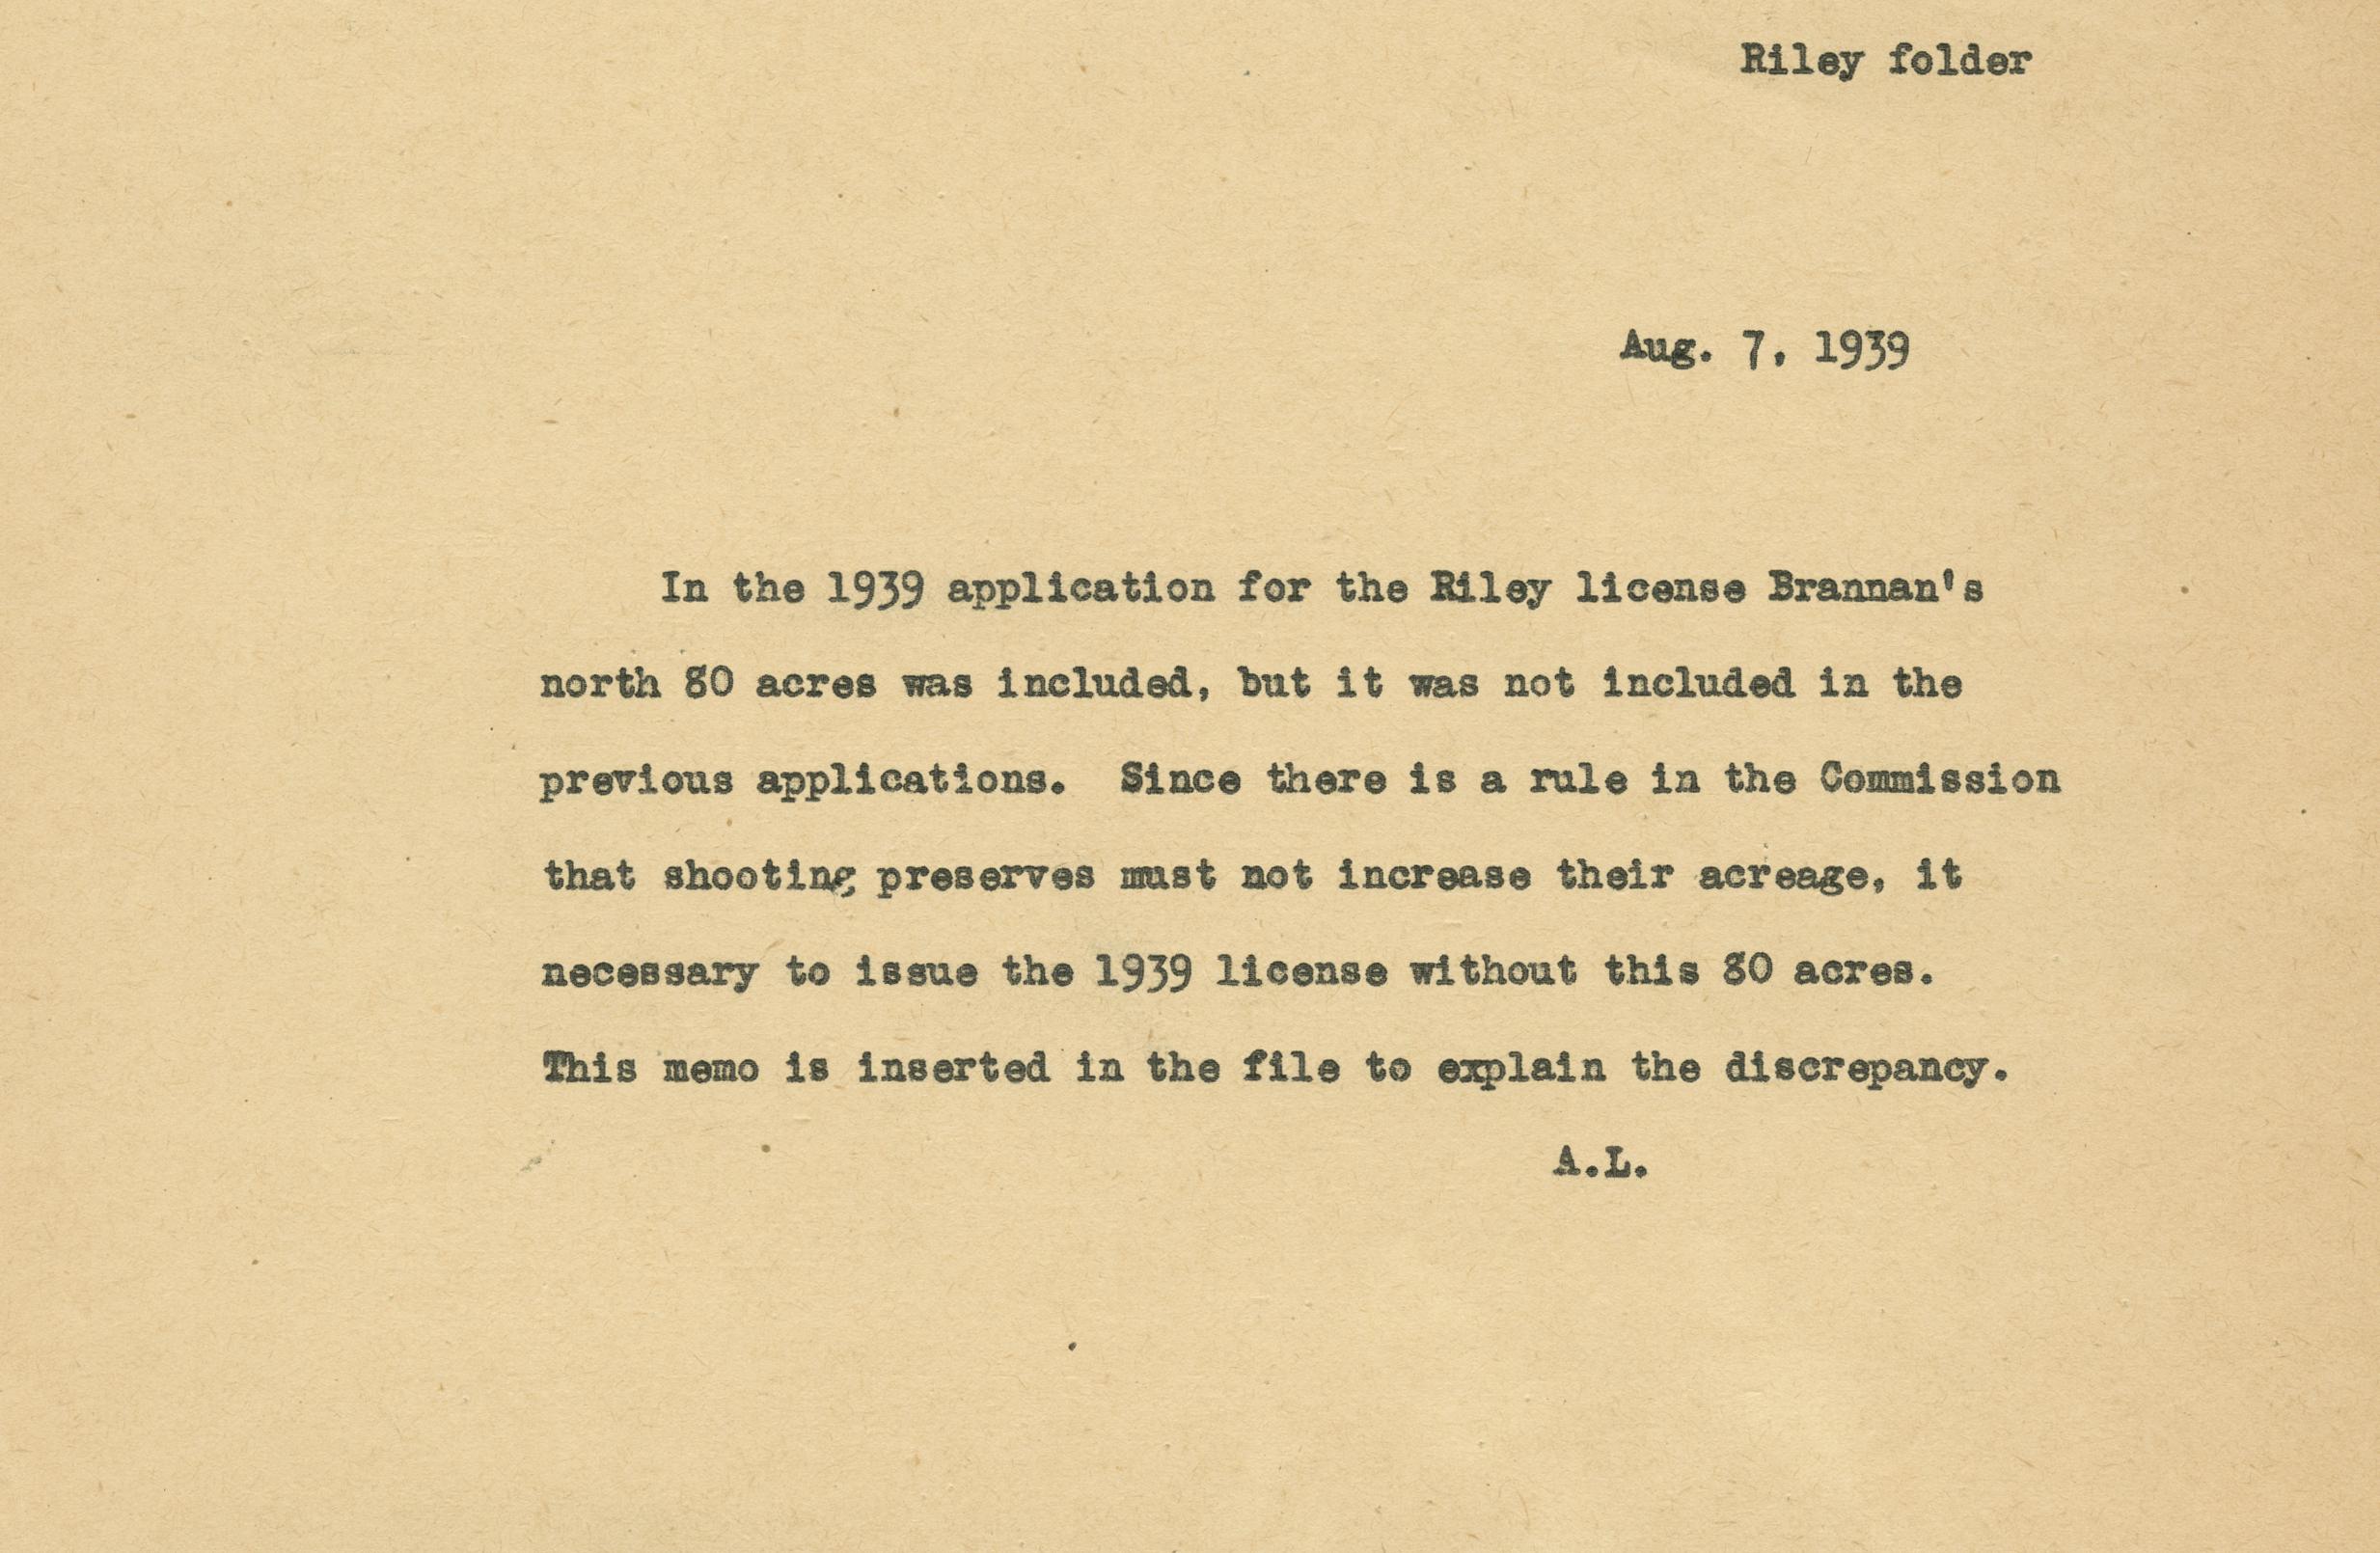 Riley folder
Aug. 7, 1939
In the 1939 application for the Riley license Brannan's
north 80 acres was included, but it was not included in the
previous applications. Since there is a rule in the Commission
that shooting preserves must not increase their acreage, it
necessary to issue the 1939 license without this 80 acres.
This memo is inserted in the file to explain the discrepancy.
A.L.